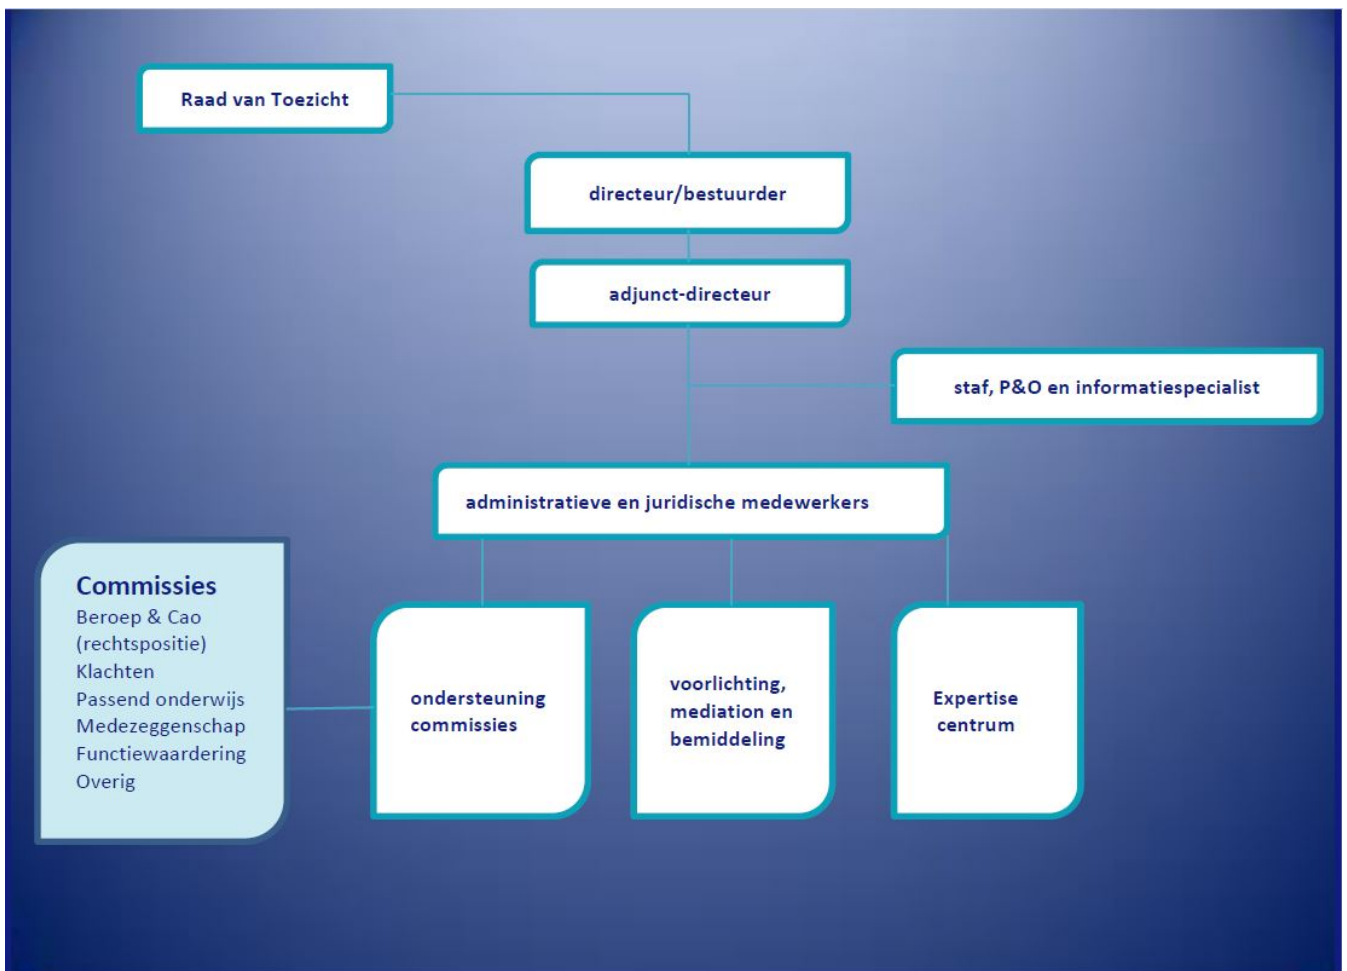 Raad van Toezicht
directeur/bestuurder
adjunct-directeur
staf, P&O en informatiespecialist
administratieve en juridische medewerkers
Commissies
Beroep & Cao
(rechtspositie)
Klachten
Passend onderwijs
Medezeggenschap
Functiewaardering
Overig
ondersteuning
commissies
voorlichting,
mediation en
bemiddeling
Expertise
centrum